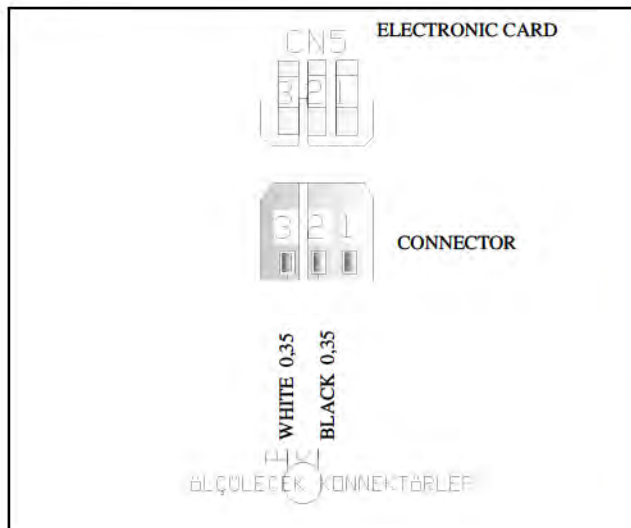 ELECTRONIC CARD
CN5
3 2 1
3 2 1
CONNECTOR
WHITE 0,35
BLACK 0,35
ÖLÇÜLECEK KONNEKTÖRLER